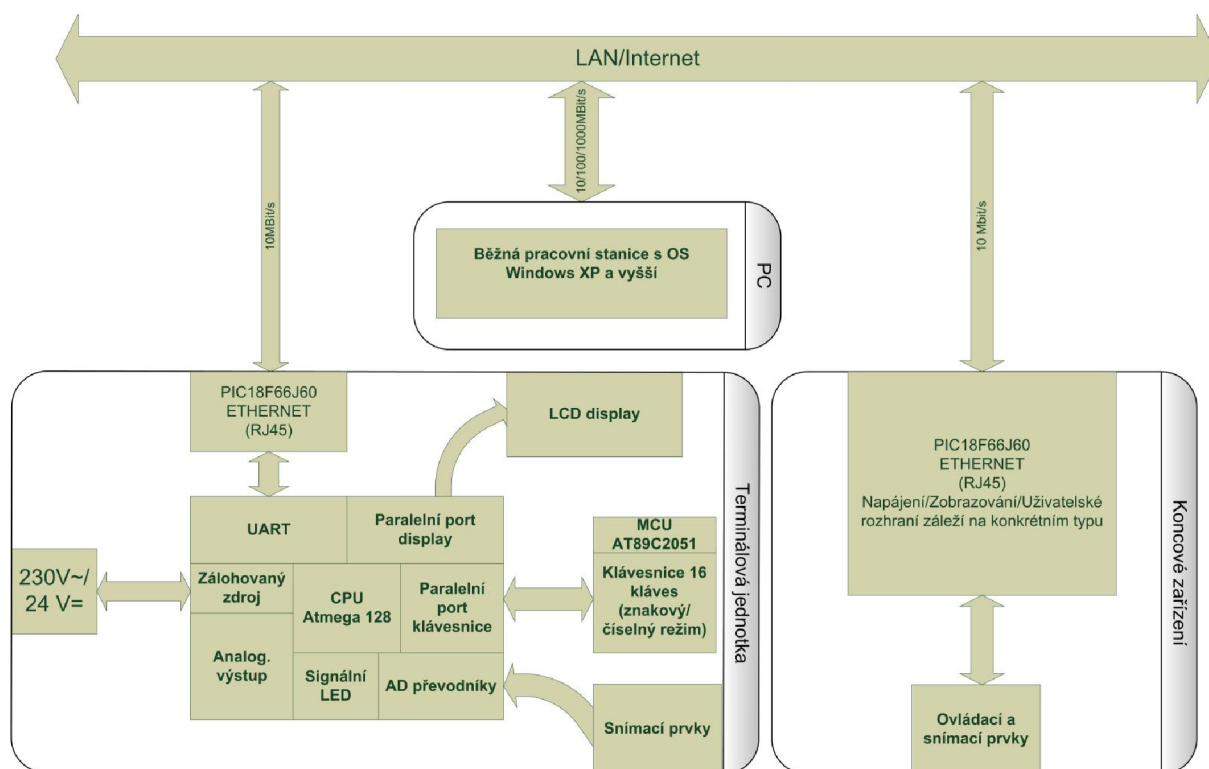 LAN/Internet
10MBit/s
10/100/1000MBit/s
10 Mbit/s
Běžná pracovní stanice s OS
Windows XP a vyšší
PC
PIC18F66J60
ETHERNET
(RJ45)
LCD display
UART
Paralelní port
display
MCU
AT89C2051
230V~/
24 V=
Zálohovaný
zdroj
CPU
Atmega 128
Paralelní
port
klávesnice
Klávesnice 16
kláves
(znakový/
číselný režim)
Analog.
výstup
Signální
LED
AD převodníky
Snímací prvky
Terminálová jednotka
PIC18F66J60
ETHERNET
(RJ45)
Napájení/Zobrazování/Uživatelské
rozhraní záleží na konkrétním typu
Ovládací a
snímací prvky
Koncové zařízení